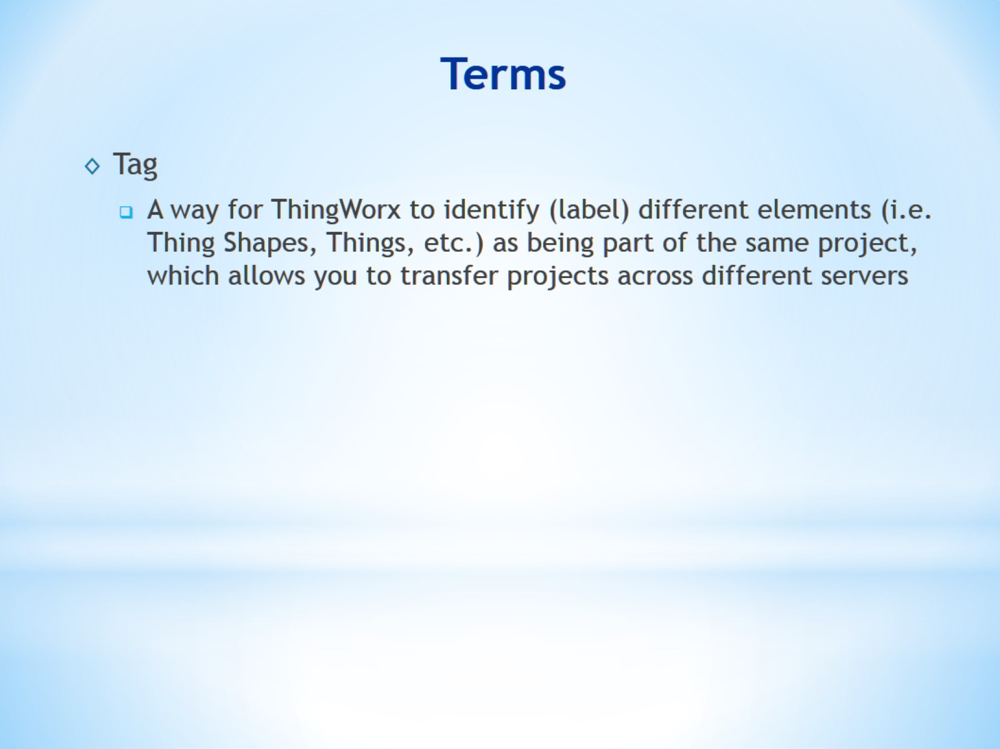 Terms
Tag
A way for ThingWorx to identify (label) different elements (i.e.
Thing Shapes, Things, etc.) as being part of the same project,
which allows you to transfer projects across different servers